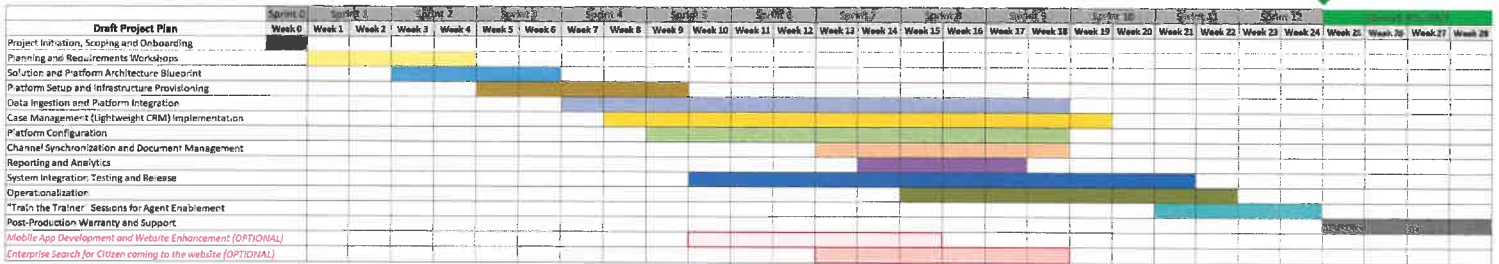 Sprint 0 Sprint 1 Sprint 2 Sprint 3 Sprint 4 Sprint 5 Sprint 6 Sprint 7 Sprint 8 Sprint 9 Sprint 10 Sprint 11 Sprint 12
Draft Project Plan Week 0 Week 1 Week 2 Week 3 Week 4 Week 5 Week 6 Week 7 Week 8 Week 9 Week 10 Week 11 Week 12 Week 13 Week 14 Week 15 Week 16 Week 17 Week 18 Week 19 Week 20 Week 21 Week 22 Week 23 Week 24 Week 25 Week 26 Week 27 Week 28
Project Initiation, Scoping and Onboarding
Planning and Requirements Workshops
Solution and Platform Architecture Blueprint
Platform Setup and Infrastructure Provisioning
Data Ingestion and Platform Integration
Case Management (Lightweight CRM) Implementation
Platform Configuration
Channel Synchronization and Document Management
Reporting and Analytics
System Integration Testing and Release
Operationalization
"Train the Trainer" Sessions for Agent Enablement
Post-Production Warranty and Support
Mobile App Development and Website Enhancement (OPTIONAL)
Enterprise Search for Citizen coming to the website (OPTIONAL)